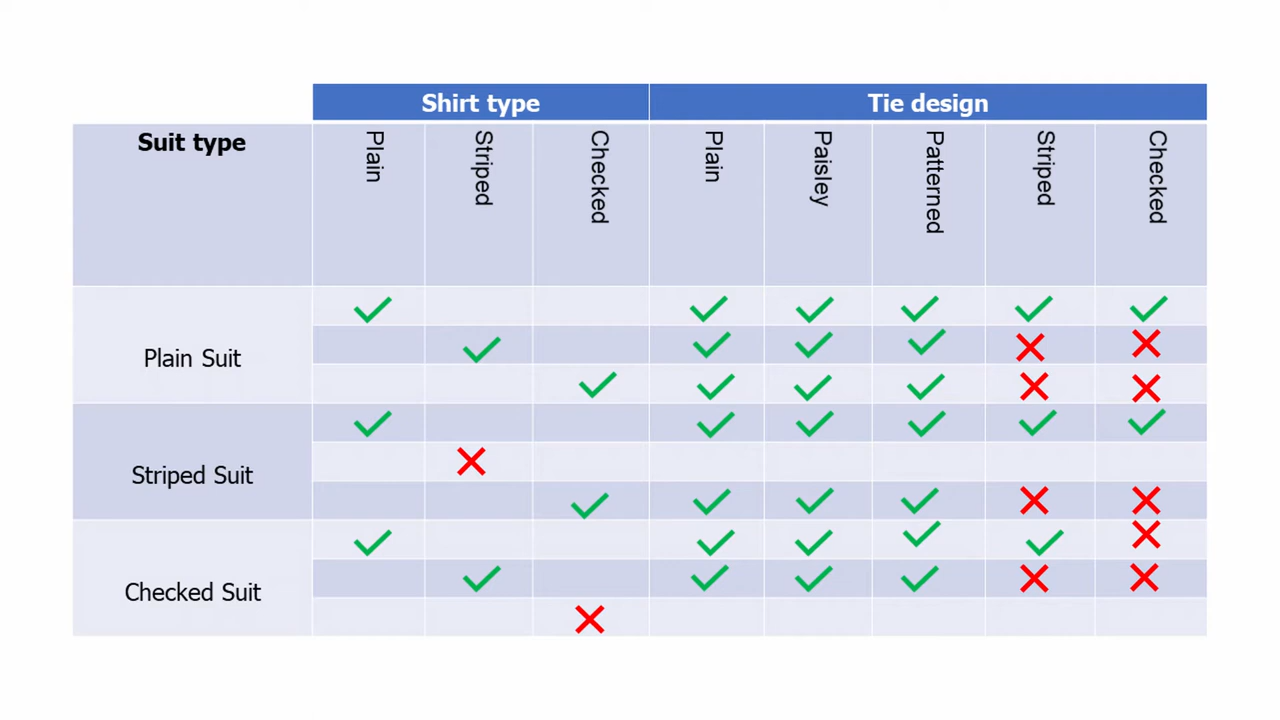 Shirt type Tie design
Suit type Plain Striped Checked Plain Paisley Patterned Striped Checked
Plain Suit
Striped Suit
Checked Suit